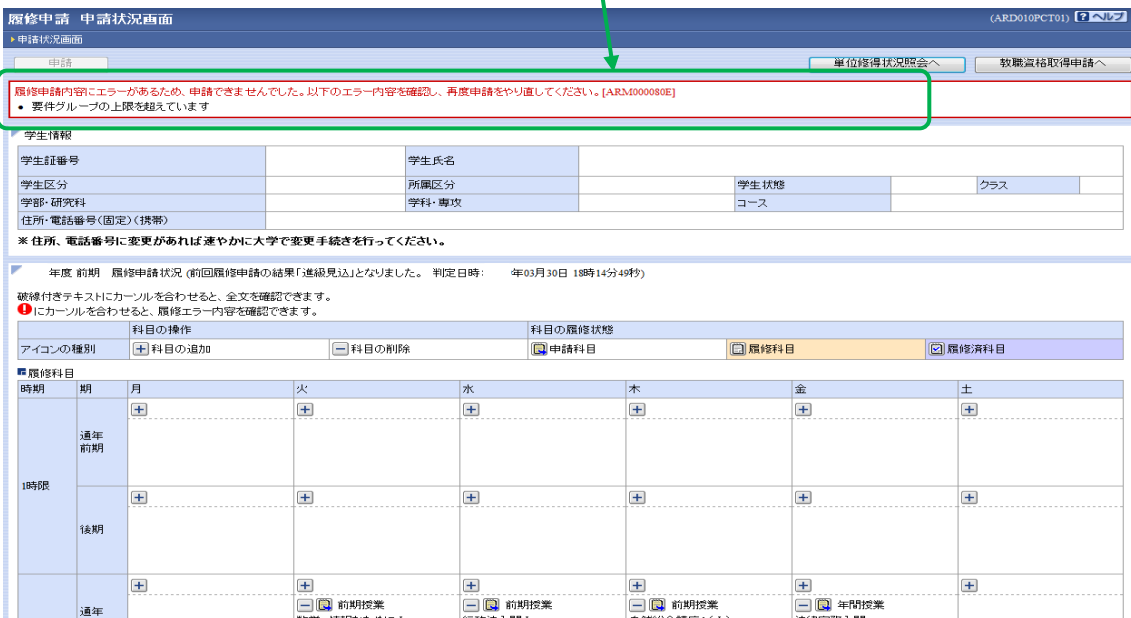 履修申請 申請状況画面 (ARD010PCT01) ? ヘルプ
申請状況画面
申請 単位修得状況照会へ 教職資格取得申請へ
履修申請内容にエラーがあるため、申請できませんでした。以下のエラー内容を確認し、再度申請をやり直してください。[ARM000080E]
• 要件グループの上限を超えています
学生情報
学生証番号 学生氏名
学生区分 所属区分 学生状態 クラス
学部・研究科 学科・専攻 コース
住所・電話番号(固定)(携帯)
※ 住所、電話番号に変更があれば速やかに大学で変更手続きを行ってください。
年度 前期 履修申請状況 (前回履修申請の結果「進級見込」となりました。 判定日時: 年03月30日 18時14分49秒)
破線付きテキストにカーソルを合わせると、全文を確認できます。
にカーソルを合わせると、履修エラー内容を確認できます。
科目の操作 科目の履修状態
アイコンの種別 科目の追加 科目の削除 申請科目 履修科目 履修済科目
履修科目
時期 期 月 火 水 木 金 土
通年
前期
1時限
後期
前期授業 前期授業 前期授業 年間授業
通年